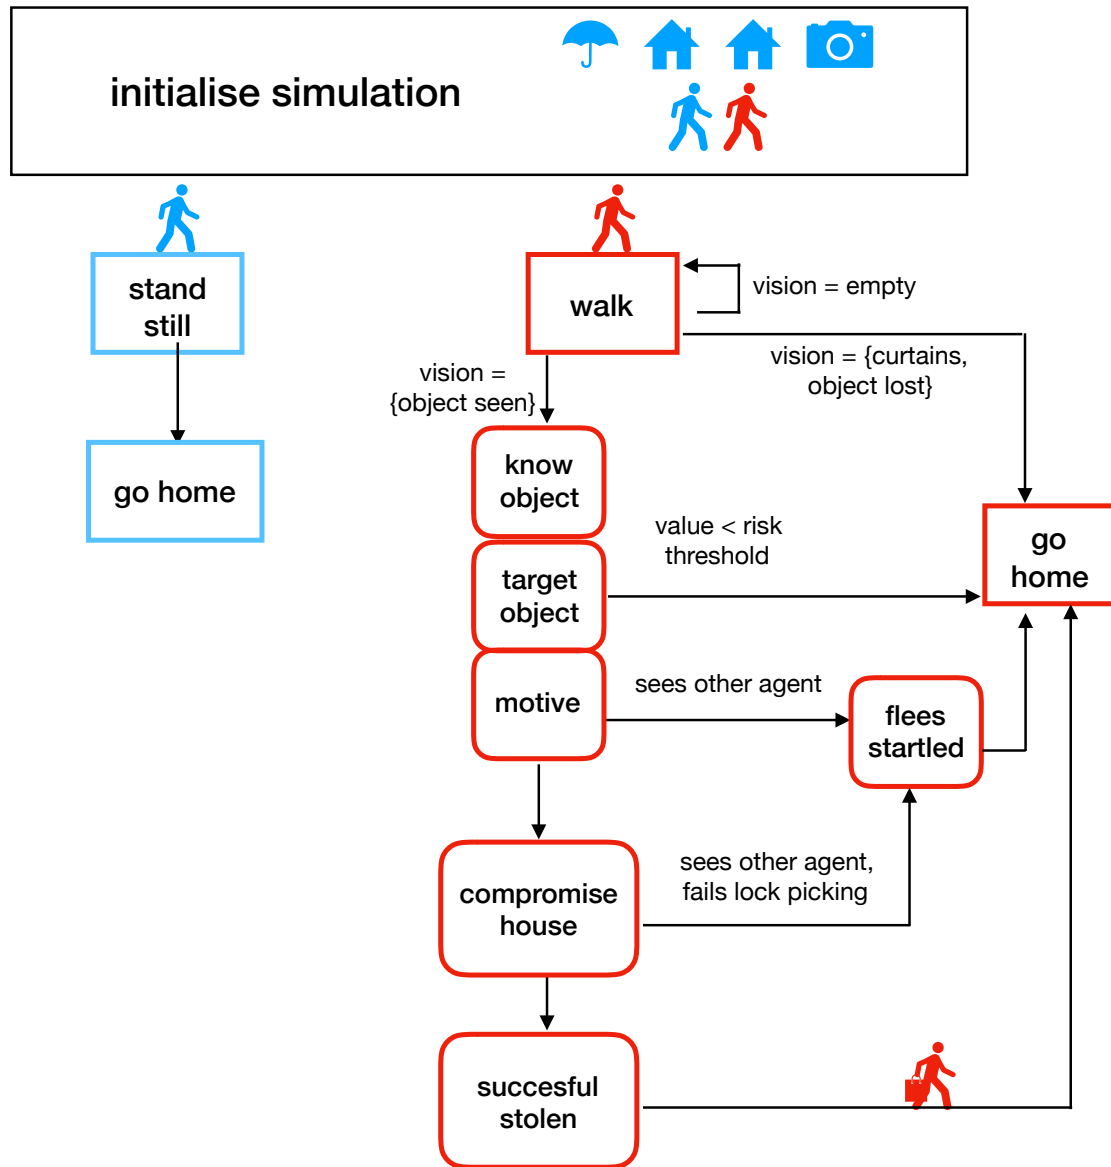 initialise simulation
stand
still
go home
walk
vision = empty
vision =
{object seen}
vision = {curtains,
object lost}
know
object
value < risk
threshold
go
home
target
object
motive
sees other agent
flees
startled
compromise
house
sees other agent,
fails lock picking
succesful
stolen